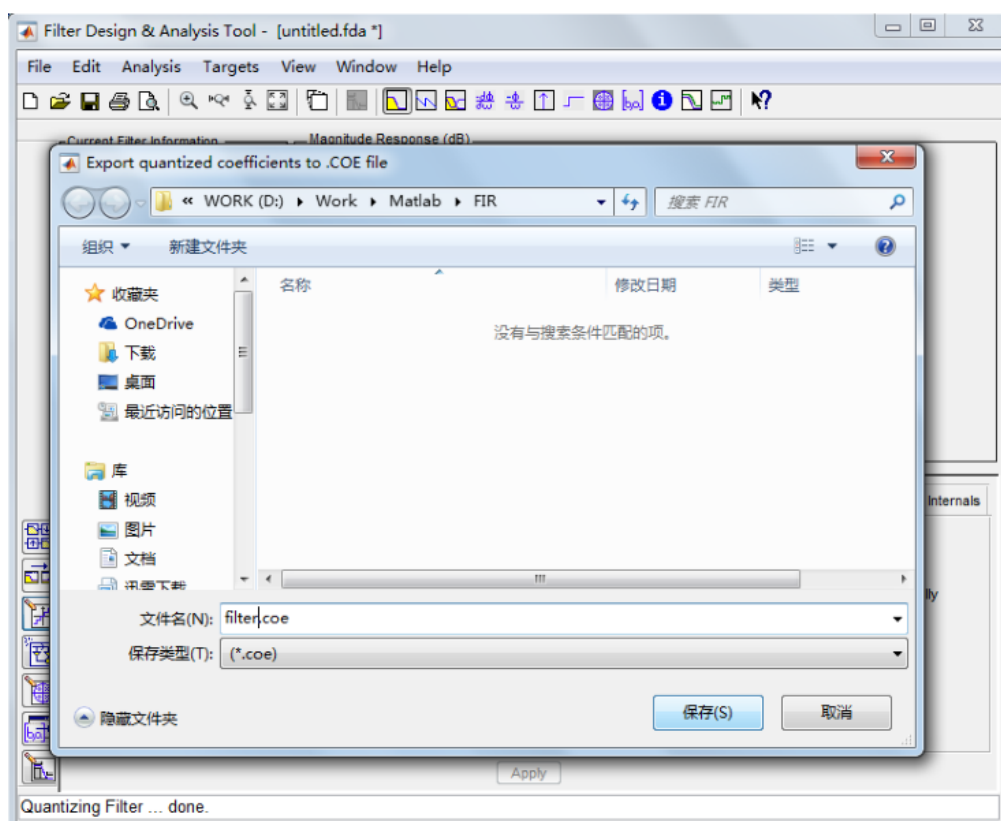 Filter Design & Analysis Tool - [untitled.fda *]
File Edit Analysis Targets View Window Help
Current Filter Information Magnitude Response (dB)
Export quantized coefficients to .COE file
« WORK (D:) Work Matlab FIR 搜索 FIR
组织 新建文件夹
名称 修改日期 类型
收藏夹
没有与搜索条件匹配的项。
OneDrive
下载
桌面
最近访问的位置
库
视频
图片
文档
迅雷下载
Internals
lly
文件名(N): filter.coe
保存类型(T): (*.coe)
隐藏文件夹 保存(S) 取消
Apply
Quantizing Filter ... done.